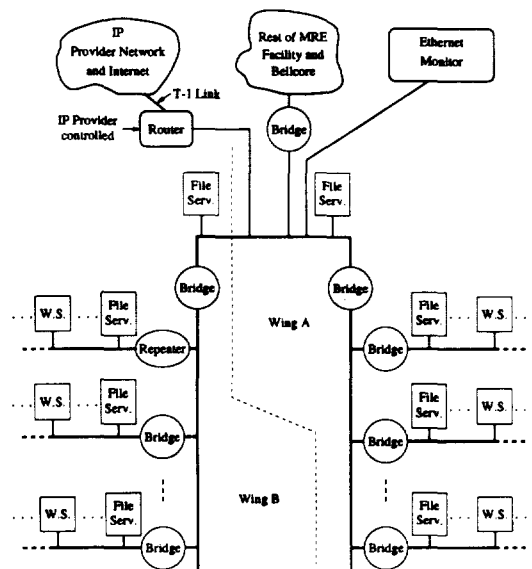 IP
Provider Network
and Internet
Rest of MRE
Facility and
Bellcore
Ethernet
Monitor
T-1 Link
IP Provider
controlled
Router
Bridge
File
Serv.
File
Serv.
Bridge
Bridge
Wing A
W.S.
File
Serv.
Repeater
Bridge
File
Serv.
W.S.
W.S.
File
Serv.
Bridge
Bridge
File
Serv.
W.S.
Wing B
W.S.
File
Serv.
Bridge
Bridge
File
Serv.
W.S.